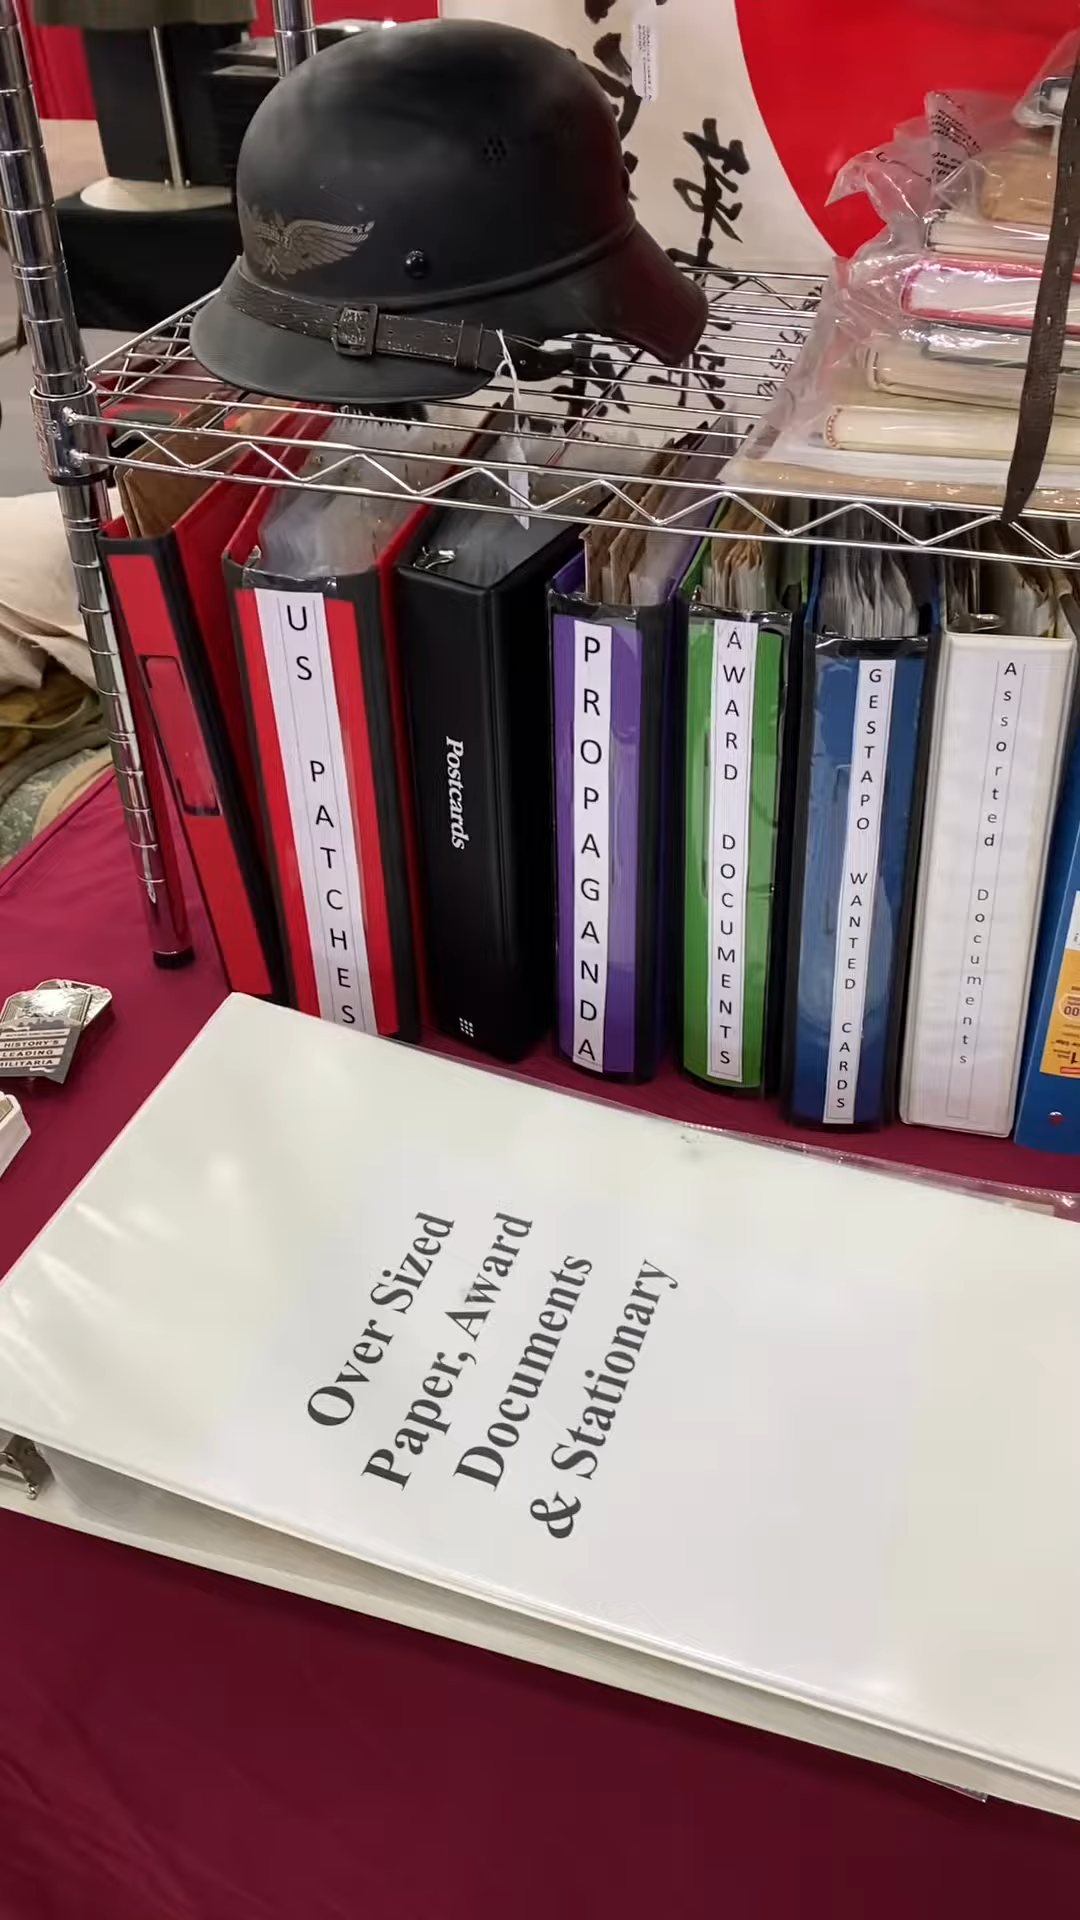 US PATCHES
Postcards
PROPAGANDA
AWARD DOCUMENTS
GESTAPO WANTED CARDS
Assorted Documents
HISTORY'S
LEADING
MILITARIA
Over Sized
Paper, Award
Documents
& Stationary